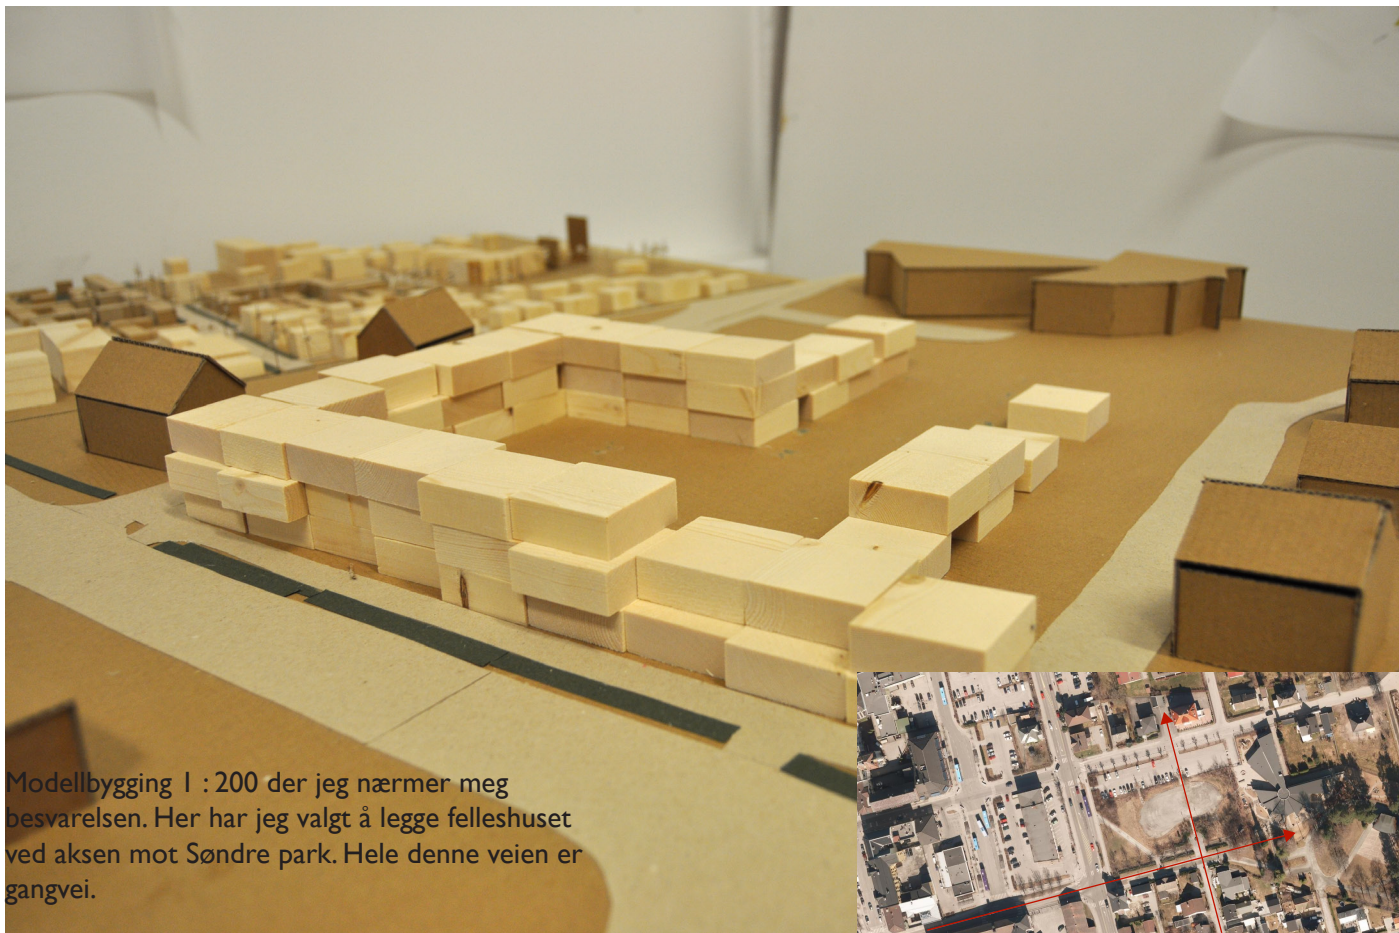 Modellbygging 1 : 200 der jeg nærmer meg
besvarelsen. Her har jeg valgt å legge felleshuset
ved aksen mot Søndre park. Hele denne veien er
gangvei.